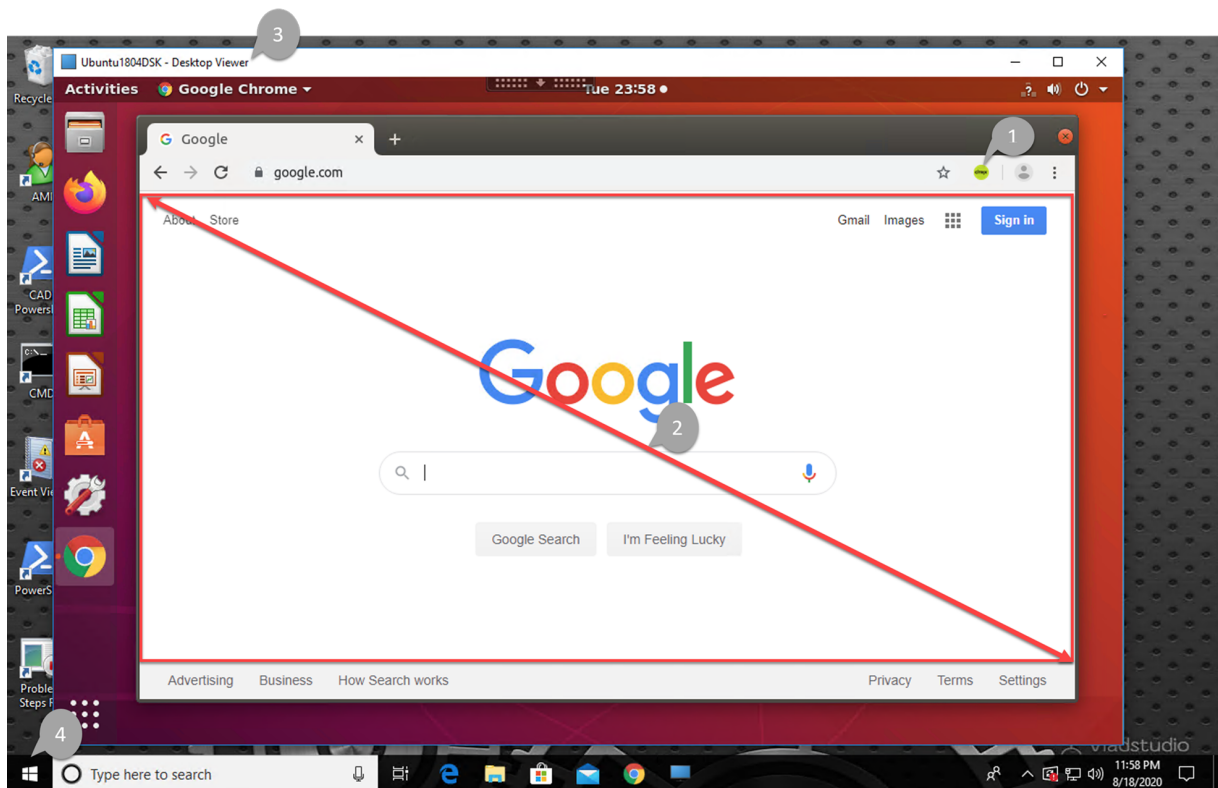 3
Ubuntu1804DSK - Desktop Viewer
Recycle
Activities
Google Chrome
Tue 23:58
Google
1
google.com
citrix
AMI
About
Store
Gmail
Images
Sign in
CAD
Powersl
Google
CMD
2
Google Search
I'm Feeling Lucky
Event Vie
PowerS
Advertising
Business
How Search works
Privacy
Terms
Settings
Proble
Steps R
4
vladstudio
Type here to search
11:58 PM
8/18/2020